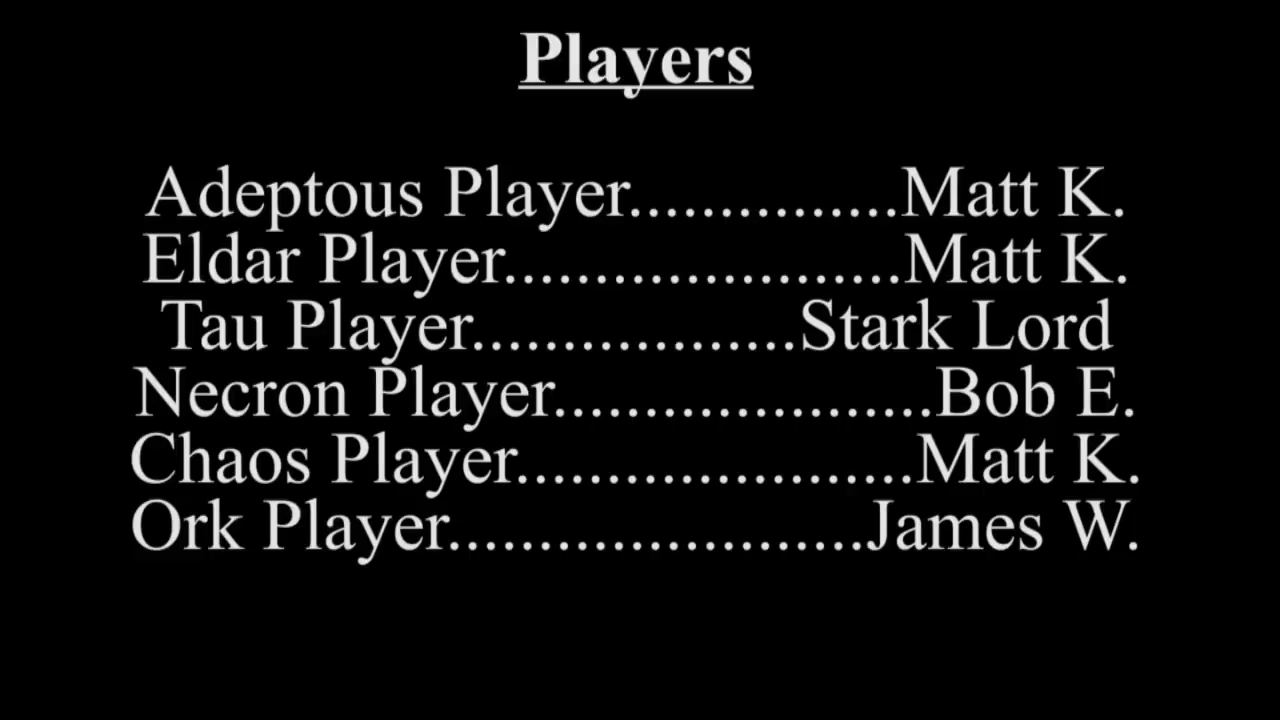 Players
Adeptous Player...............Matt K.
Eldar Player......................Matt K.
Tau Player..................Stark Lord
Necron Player.....................Bob E.
Chaos Player......................Matt K.
Ork Player.......................James W.